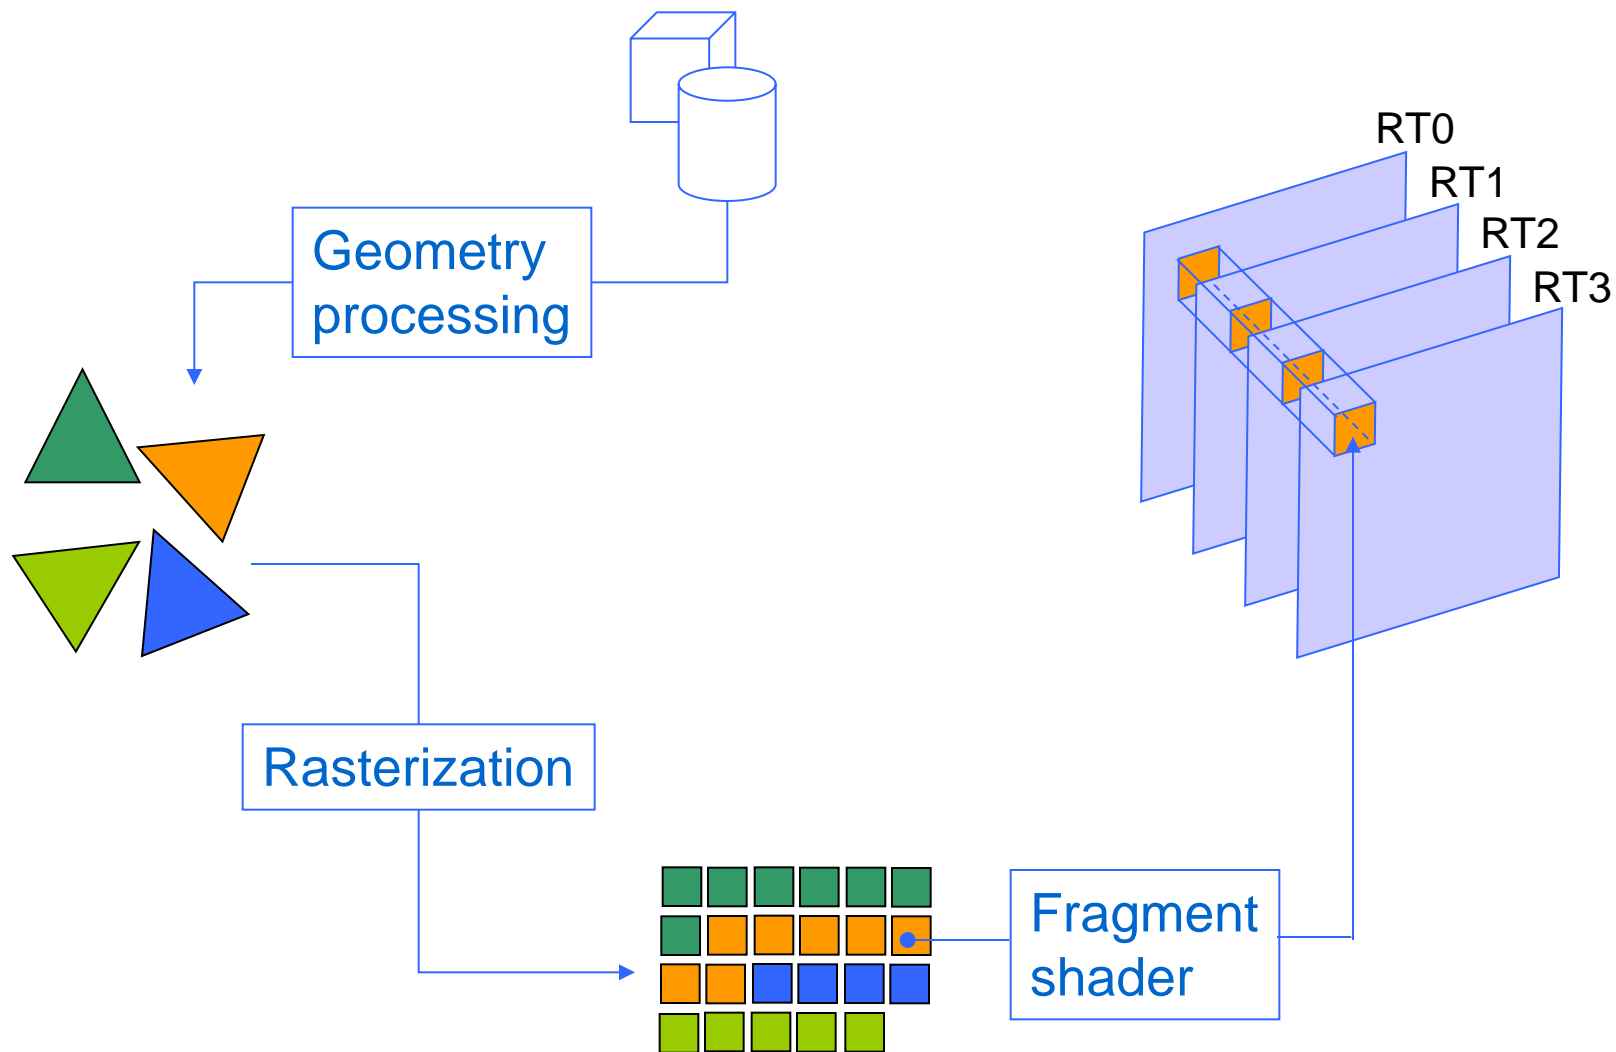 RT0
RT1
RT2
RT3
Geometry
processing
Rasterization
Fragment
shader